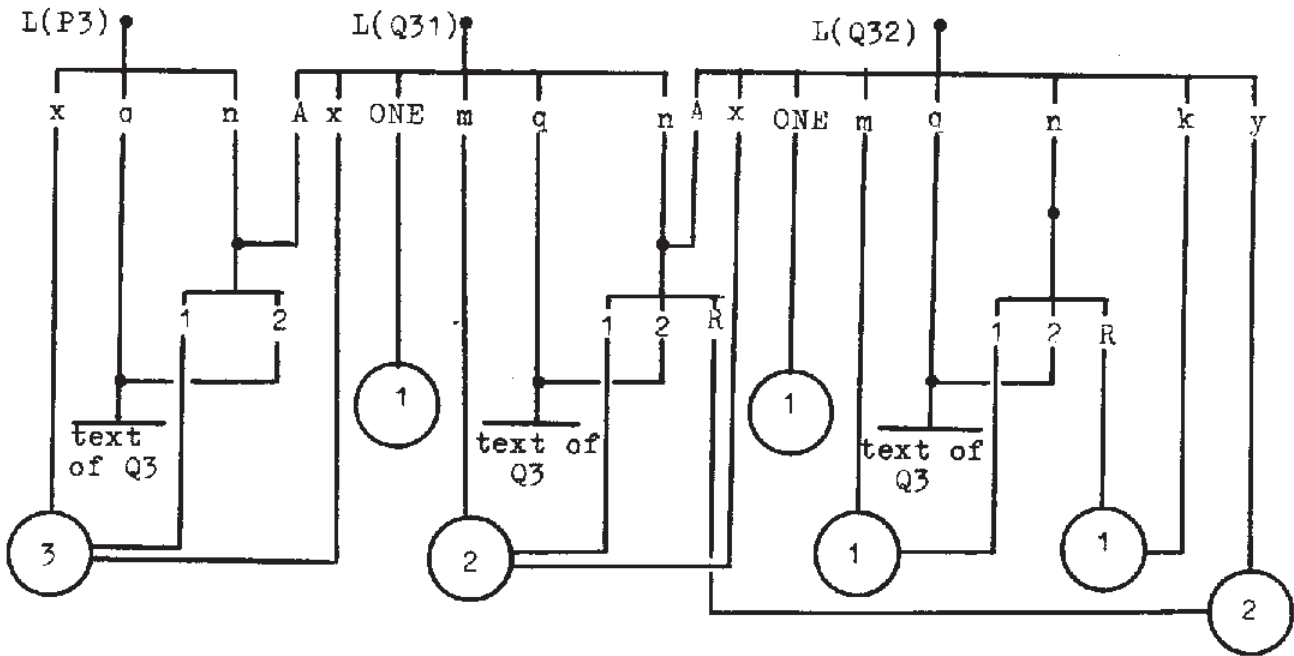 L(P3) L(Q31) L(Q32)
x q n A x ONE m q n A x ONE m q n k y
1 2 1 2 R 1 2 R
1 1
text of Q3
text of Q3
text of Q3
3 2 1 1
2